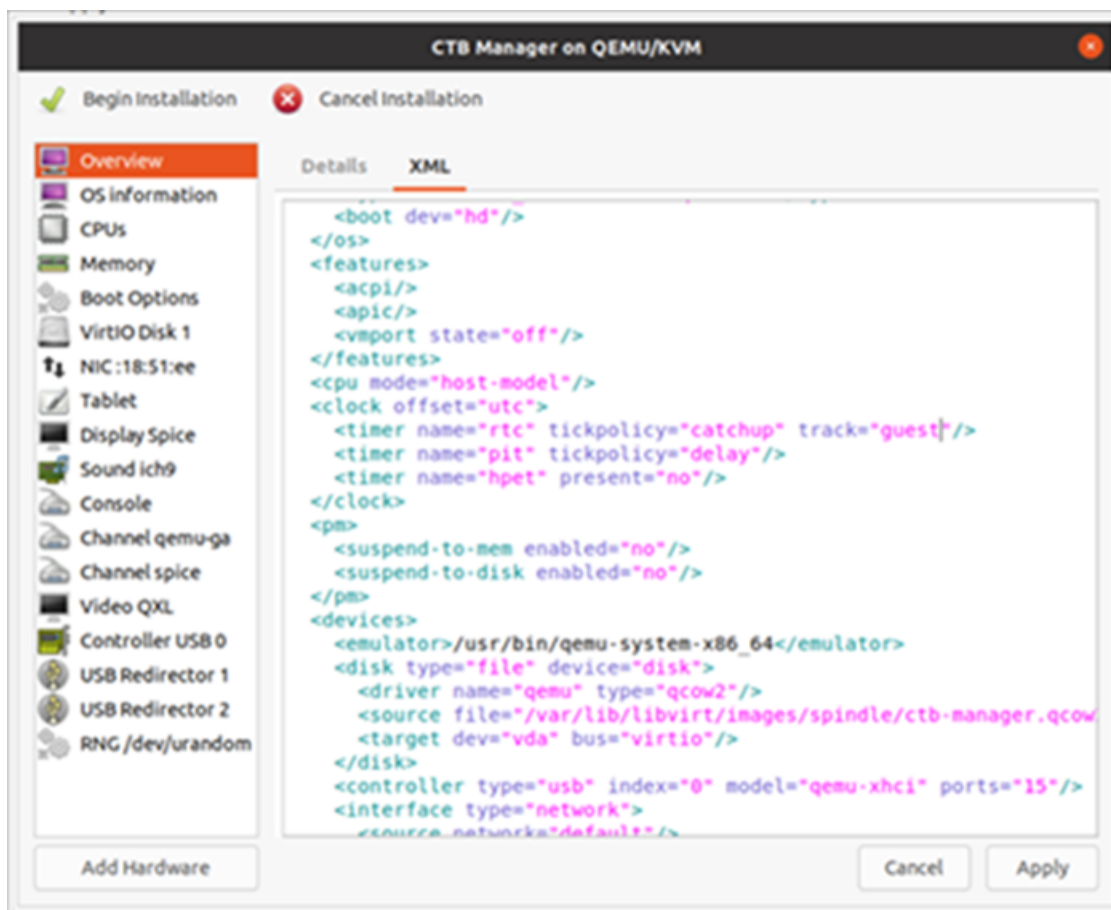 CTB Manager on QEMU/KVM
Begin Installation
Cancel Installation
Overview
OS information
CPUs
Memory
Boot Options
VirtIO Disk 1
NIC :18:51:ee
Tablet
Display Spice
Sound ich9
Console
Channel qemu-ga
Channel spice
Video QXL
Controller USB 0
USB Redirector 1
USB Redirector 2
RNG /dev/urandom
Add Hardware
Details
XML
<boot dev="hd"/>
</os>
<features>
<acpi/>
<apic/>
<vmport state="off"/>
</features>
<cpu mode="host-model"/>
<clock offset="utc">
<timer name="rtc" tickpolicy="catchup" track="guest"/>
<timer name="pit" tickpolicy="delay"/>
<timer name="hpet" present="no"/>
</clock>
<pm>
<suspend-to-mem enabled="no"/>
<suspend-to-disk enabled="no"/>
</pm>
<devices>
<emulator>/usr/bin/qemu-system-x86_64</emulator>
<disk type="file" device="disk">
<driver name="qemu" type="qcow2"/>
<source file="/var/lib/libvirt/images/spindle/ctb-manager.qcow
<target dev="vda" bus="virtio"/>
</disk>
<controller type="usb" index="0" model="qemu-xhci" ports="15"/>
<interface type="network">
<source network="default"/>
Cancel
Apply